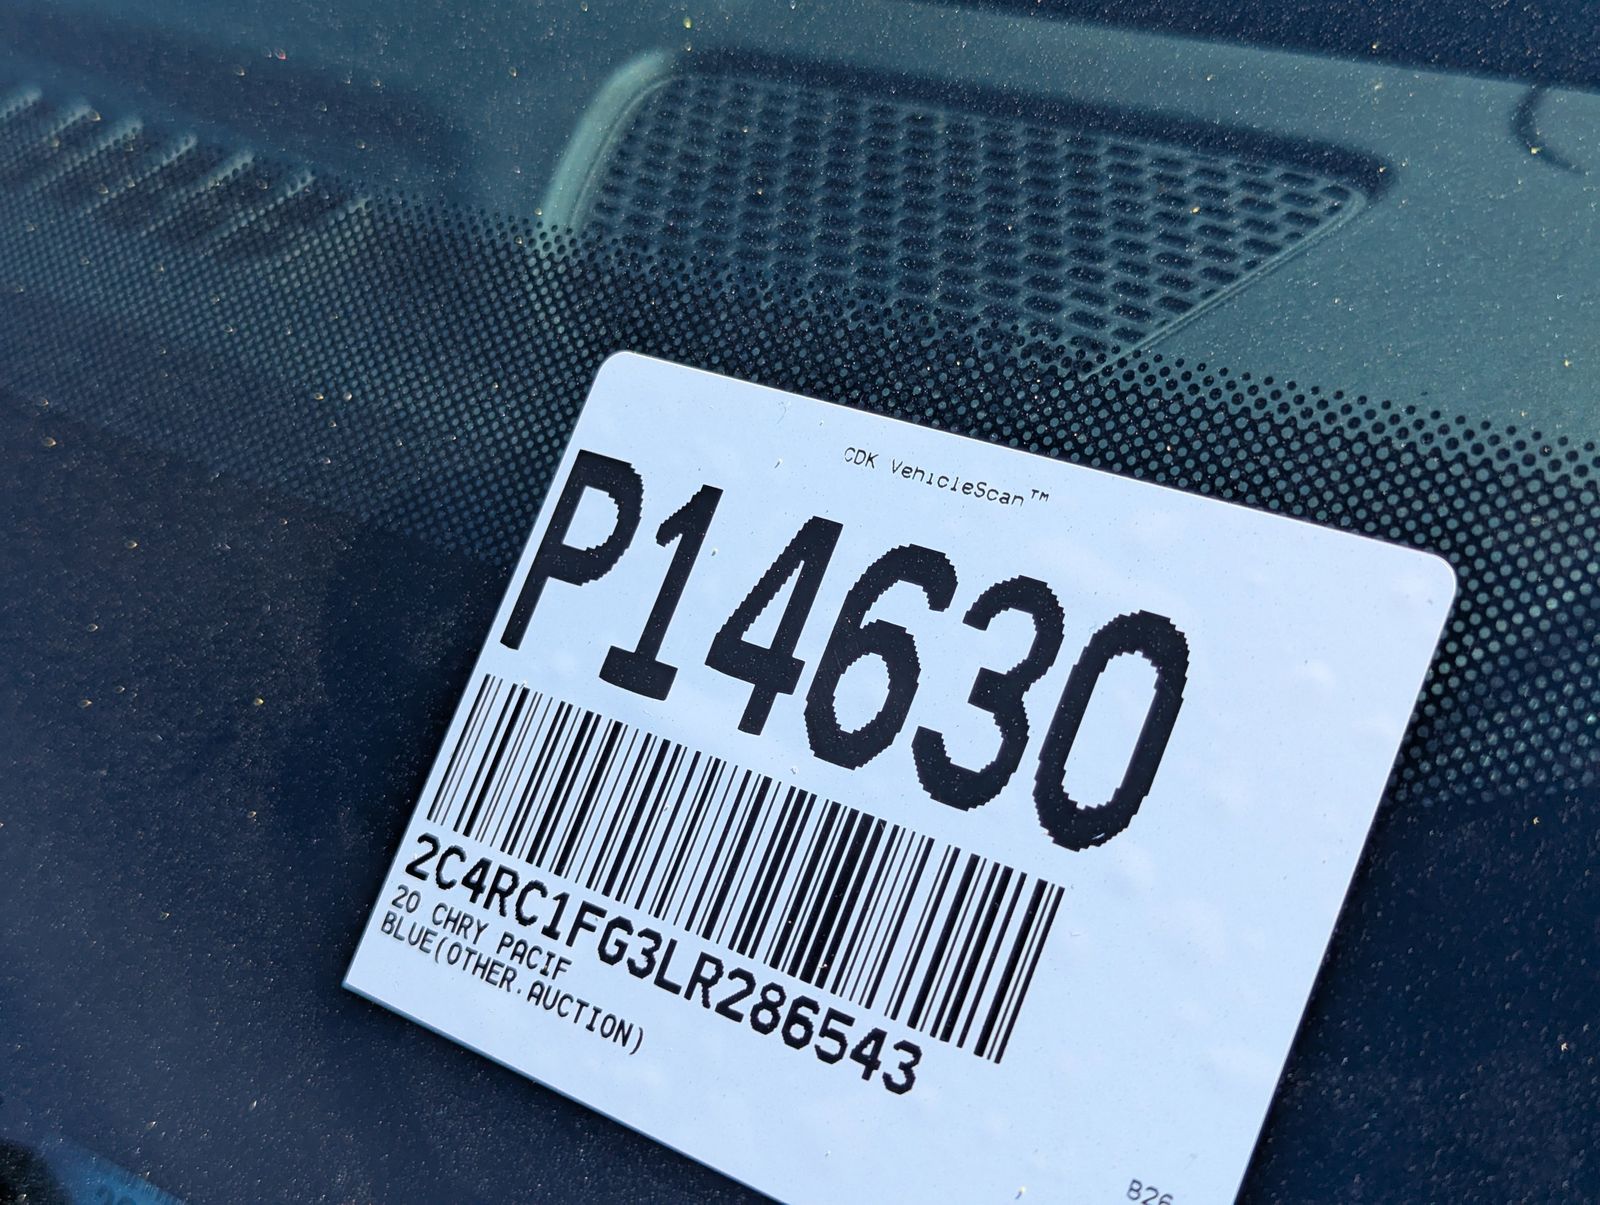 CDK VehicleScan™
P14630
2C4RC1FG3LR286543
20 CHRY PACIF
BLUE(OTHER.AUCTION)
B26